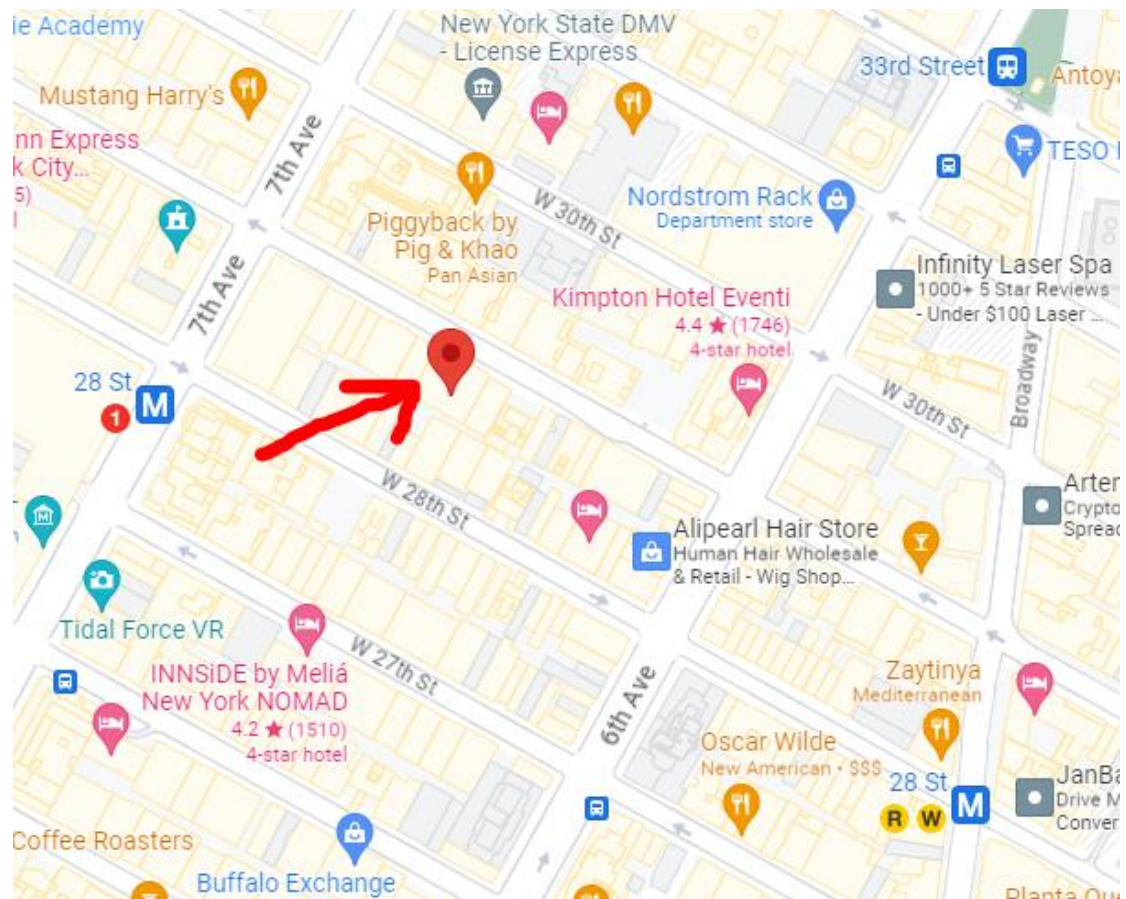 ie Academy
New York State DMV
- License Express
33rd Street
Antoya
Mustang Harry's
7th Ave
nn Express
k City...
5)
l
TESO
Piggyback by
Pig & Khao
Pan Asian
W 30th St
Nordstrom Rack
Department store
Infinity Laser Spa
1000+ 5 Star Reviews
- Under $100 Laser ...
7th Ave
Kimpton Hotel Eventi
4.4 ★ (1746)
4-star hotel
Broadway
28 St
M
1
W 30th St
W 28th St
Arter
Crypto
Spread
Alipearl Hair Store
Human Hair Wholesale
& Retail - Wig Shop...
M
Tidal Force VR
W 27th St
INNSiDE by Meliá
New York NOMAD
4.2 ★ (1510)
4-star hotel
6th Ave
Zaytinya
Mediterranean
Oscar Wilde
New American · $$$
28 St
R W M
JanBa
Drive M
Conver
Coffee Roasters
Buffalo Exchange
Planta Que